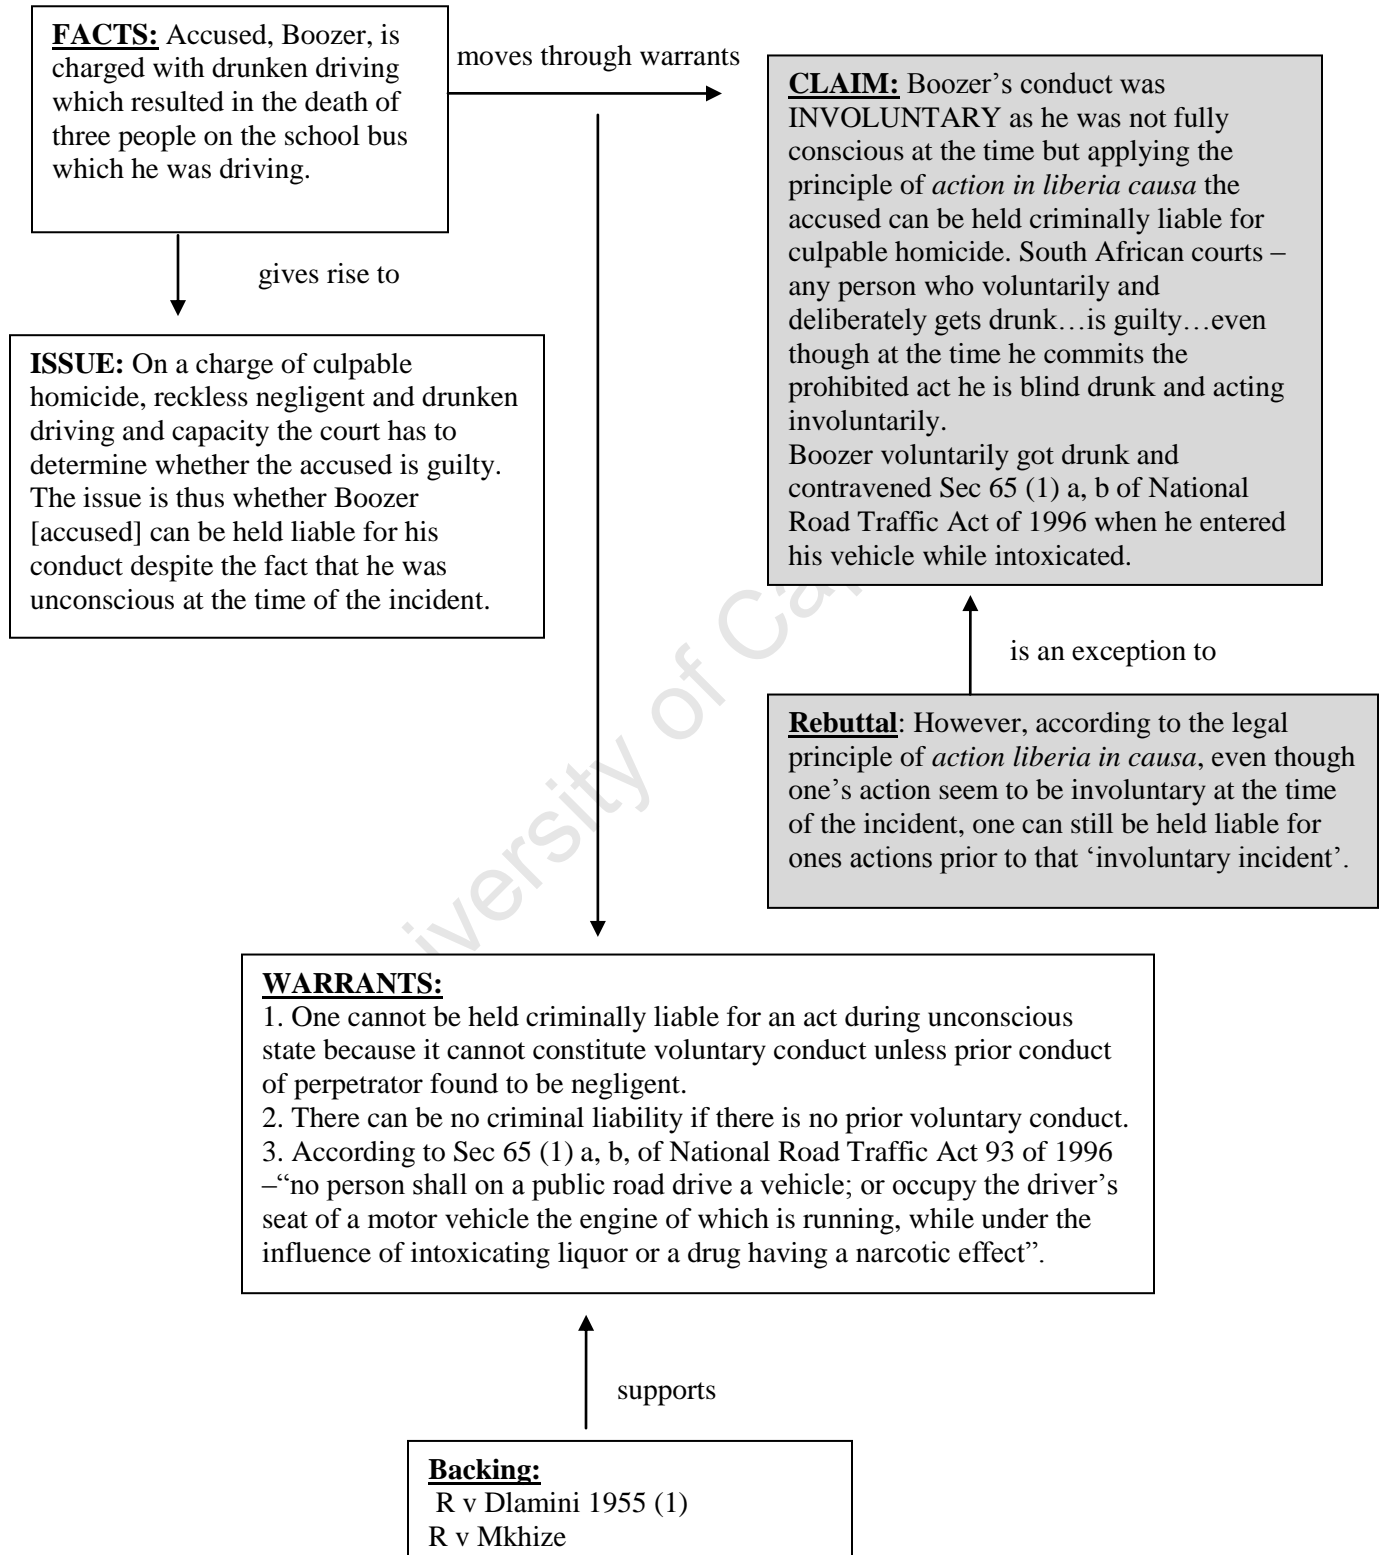 FACTS: Accused, Boozer, is
charged with drunken driving
which resulted in the death of
three people on the school bus
which he was driving.
moves through warrants
CLAIM: Boozer’s conduct was
INVOLUNTARY as he was not fully
conscious at the time but applying the
principle of action in liberia causa the
accused can be held criminally liable for
culpable homicide. South African courts –
any person who voluntarily and
deliberately gets drunk…is guilty…even
though at the time he commits the
prohibited act he is blind drunk and acting
involuntarily.
Boozer voluntarily got drunk and
contravened Sec 65 (1) a, b of National
Road Traffic Act of 1996 when he entered
his vehicle while intoxicated.
gives rise to
ISSUE: On a charge of culpable
homicide, reckless negligent and drunken
driving and capacity the court has to
determine whether the accused is guilty.
The issue is thus whether Boozer
[accused] can be held liable for his
conduct despite the fact that he was
unconscious at the time of the incident.
is an exception to
Rebuttal: However, according to the legal
principle of action liberia in causa, even though
one’s action seem to be involuntary at the time
of the incident, one can still be held liable for
ones actions prior to that ‘involuntary incident’.
WARRANTS:
1. One cannot be held criminally liable for an act during unconscious
state because it cannot constitute voluntary conduct unless prior conduct
of perpetrator found to be negligent.
2. There can be no criminal liability if there is no prior voluntary conduct.
3. According to Sec 65 (1) a, b, of National Road Traffic Act 93 of 1996
–“no person shall on a public road drive a vehicle; or occupy the driver’s
seat of a motor vehicle the engine of which is running, while under the
influence of intoxicating liquor or a drug having a narcotic effect”.
supports
Backing:
R v Dlamini 1955 (1)
R v Mkhize
iversity of Ca